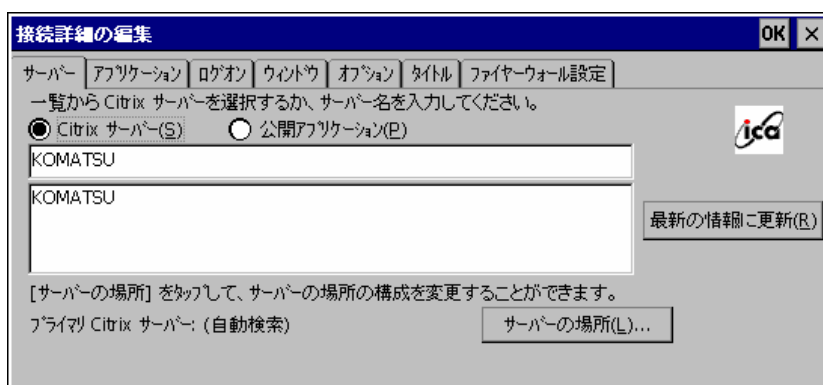 接続詳細の編集 OK ×
サーバー ｱﾌﾟﾘｹｰｼｮﾝ ﾛｸﾞｵﾝ ｳｨﾝﾄﾞｳ ｵﾌﾟｼｮﾝ ﾀｲﾄﾙ ファイヤーウォール設定
一覧から Citrix サーバーを選択するか、サーバー名を入力してください。
Citrix サーバー(S) 公開ｱﾌﾟﾘｹｰｼｮﾝ(P)
ica
KOMATSU
KOMATSU
最新の情報に更新(R)
[サーバーの場所] をﾀｯﾌﾟして、サーバーの場所の構成を変更することができます。
ﾌﾟﾗｲﾏﾘ Citrix サーバー: (自動検索) サーバーの場所(L)...